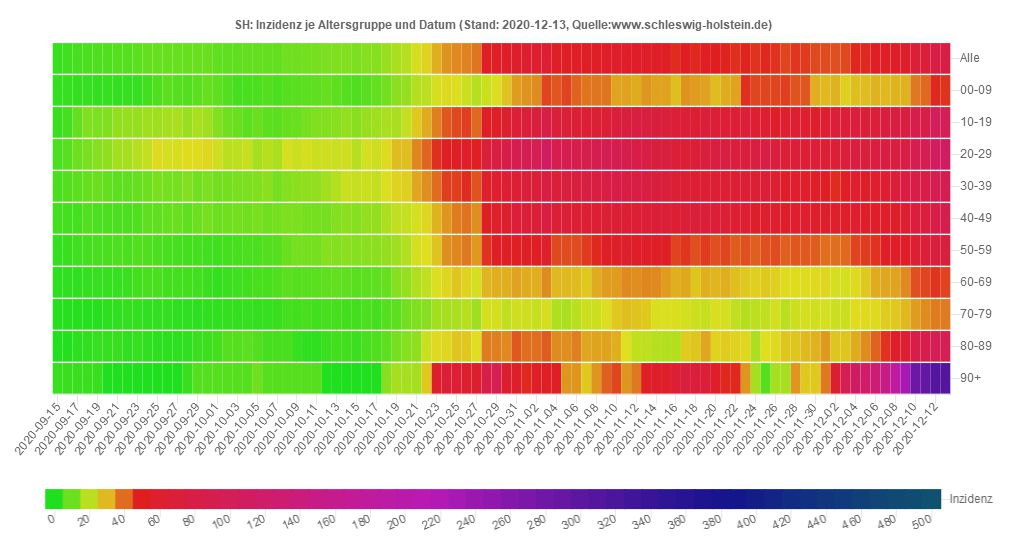 SH: Inzidenz je Altersgruppe und Datum (Stand: 2020-12-13, Quelle:www.schleswig-holstein.de)
Alle
00-09
10-19
20-29
30-39
40-49
50-59
60-69
70-79
80-89
90+
2020-09-15 2020-09-17 2020-09-19 2020-09-21 2020-09-23 2020-09-25 2020-09-27 2020-09-29 2020-10-01 2020-10-03 2020-10-05 2020-10-07 2020-10-09 2020-10-11 2020-10-13 2020-10-15 2020-10-17 2020-10-19 2020-10-21 2020-10-23 2020-10-25 2020-10-27 2020-10-29 2020-10-31 2020-11-02 2020-11-04 2020-11-06 2020-11-08 2020-11-10 2020-11-12 2020-11-14 2020-11-16 2020-11-18 2020-11-20 2020-11-22 2020-11-24 2020-11-26 2020-11-28 2020-11-30 2020-12-02 2020-12-04 2020-12-06 2020-12-08 2020-12-10 2020-12-12
Inzidenz
0 20 40 60 80 100 120 140 160 180 200 220 240 260 280 300 320 340 360 380 400 420 440 460 480 500